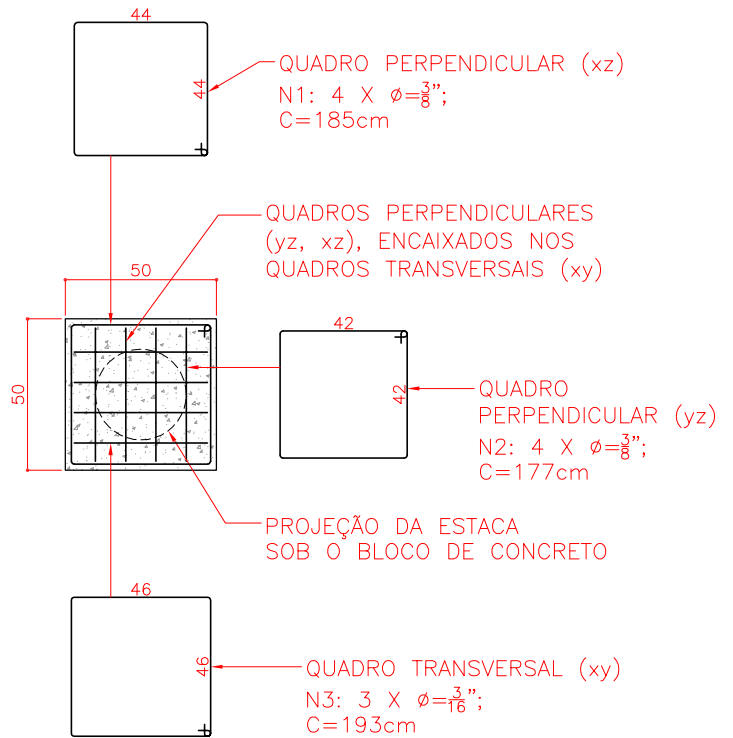 44
44
QUADRO PERPENDICULAR (xz)
N1: 4 X ø=3/8";
C=185cm
QUADROS PERPENDICULARES
(yz, xz), ENCAIXADOS NOS
QUADROS TRANSVERSAIS (xy)
50
50
42
42
QUADRO
PERPENDICULAR (yz)
N2: 4 X ø=3/8";
C=177cm
PROJEÇÃO DA ESTACA
SOB O BLOCO DE CONCRETO
46
46
QUADRO TRANSVERSAL (xy)
N3: 3 X ø=3/16";
C=193cm